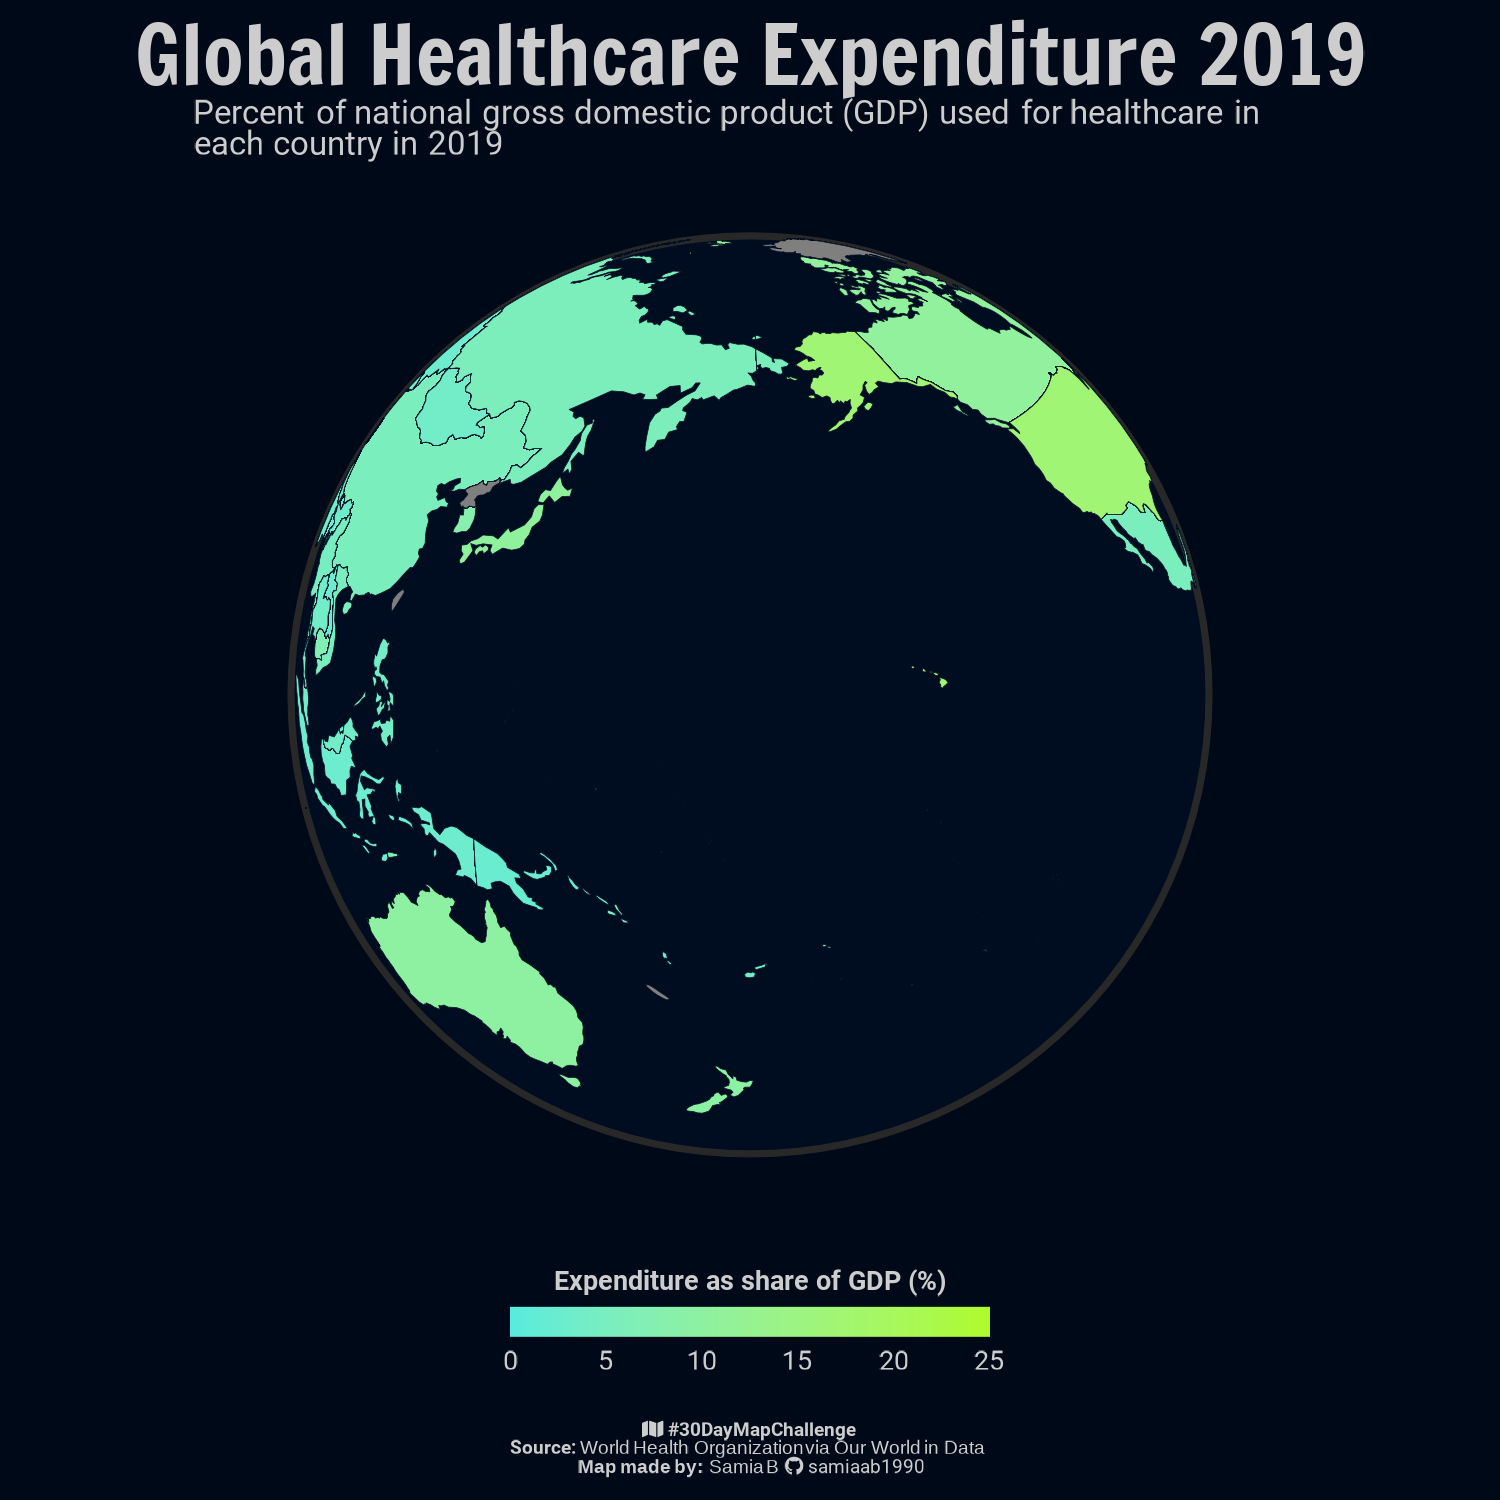 Global Healthcare Expenditure 2019
Percent of national gross domestic product (GDP) used for healthcare in
each country in 2019
Expenditure as share of GDP (%)
0 5 10 15 20 25
#30DayMapChallenge
Source: World Health Organization via Our World in Data
Map made by: Samia B samiaab1990